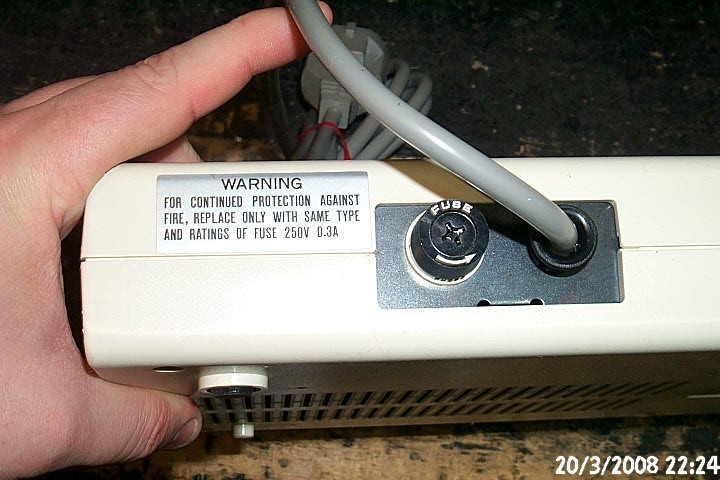 WARNING
FOR CONTINUED PROTECTION AGAINST
FIRE, REPLACE ONLY WITH SAME TYPE
AND RATINGS OF FUSE 250V 0.3A
FUSE
20/3/2008 22:24